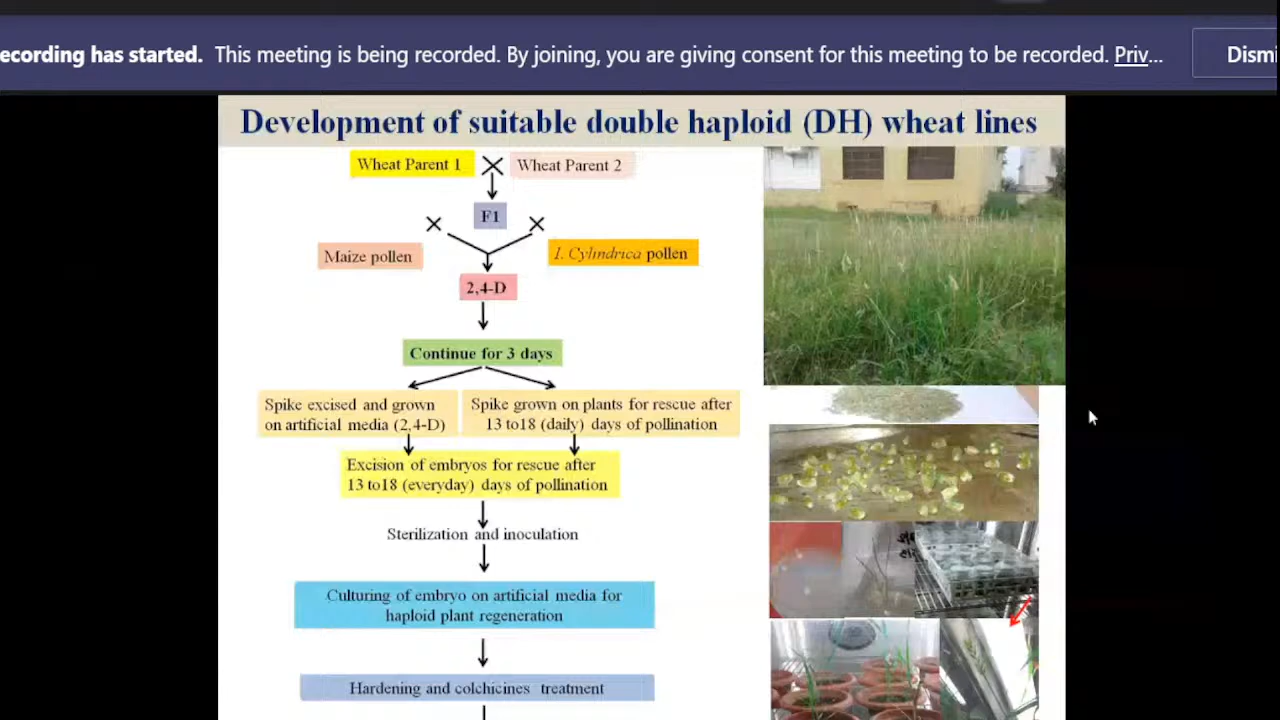 ecording has started. This meeting is being recorded. By joining, you are giving consent for this meeting to be recorded. Priv...
Dismi
Development of suitable double haploid (DH) wheat lines
Wheat Parent 1
Wheat Parent 2
F1
Maize pollen
I. Cylindrica pollen
2,4-D
Continue for 3 days
Spike excised and grown
on artificial media (2,4-D)
Spike grown on plants for rescue after
13 to18 (daily) days of pollination
Excision of embryos for rescue after
13 to18 (everyday) days of pollination
Sterilization and inoculation
Culturing of embryo on artificial media for
haploid plant regeneration
Hardening and colchicines treatment